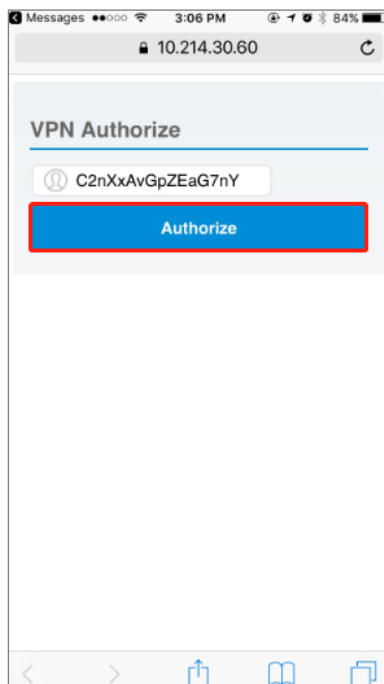 Messages 3:06 PM 84%
10.214.30.60
VPN Authorize
C2nXxAvGpZEaG7nY
Authorize